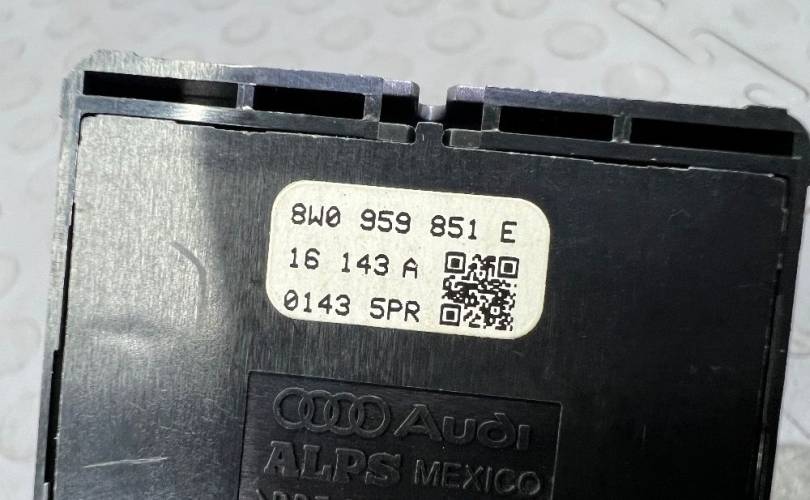 8W0 959 851 E
16 143 A
0143 5PR
Audi
ALPS MEXICO